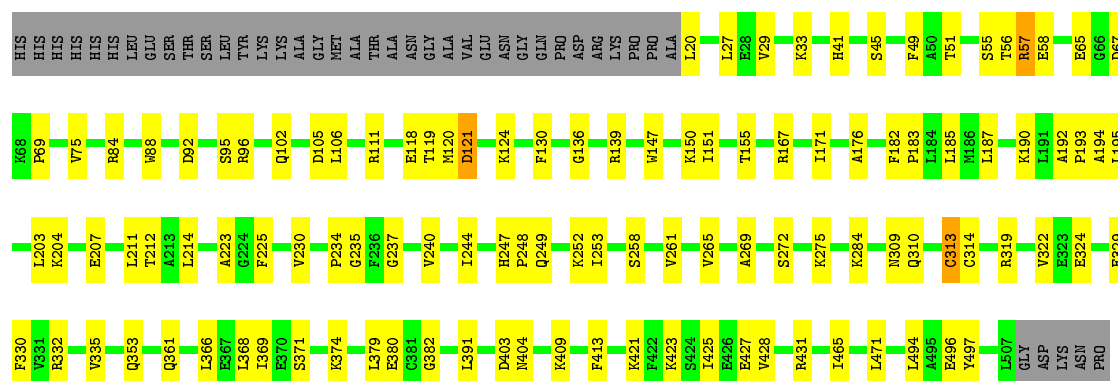 HIS HIS HIS HIS HIS HIS LEU GLU SER THR SER LEU TYR LYS LYS ALA GLY MET ALA THR ALA ASN GLY ALA VAL GLU ASN GLY GLN PRO ASP ARG LYS PRO PRO ALA L20 L27 E28 V29 K33 H41 S45 F49 A50 T51 S55 T56 R57 E58 E65 G66 D67
K68 P69 V75 R84 W88 D92 S95 R96 Q102 D105 L106 R111 E118 T119 M120 D121 K124 F130 G136 R139 W147 K150 I151 T155 R167 I171 A176 F182 P183 L184 L185 M186 L187 K190 L191 A192 P193 A194 L195
L203 K204 E207 L211 T212 A213 L214 A223 G224 F225 V230 P234 G235 F236 G237 V240 I244 H247 P248 Q249 K252 I253 S258 V261 V265 A269 S272 K275 K284 N309 Q310 C313 C314 R319 V322 E323 E324 E329
F330 V331 R332 V335 Q353 Q361 L366 E367 L368 I369 E370 S371 K374 L379 E380 C381 G382 L391 D403 N404 K409 F413 K421 F422 K423 S424 I425 E426 E427 V428 R431 I465 L471 L494 A495 E496 Y497 L507 GLY ASP LYS ASN PRO